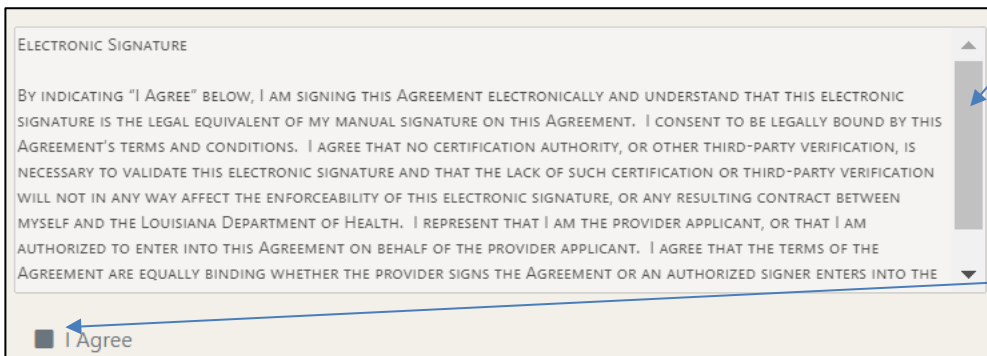 Electronic Signature
By indicating “I Agree” below, I am signing this Agreement electronically and understand that this electronic
signature is the legal equivalent of my manual signature on this Agreement.  I consent to be legally bound by this
Agreement’s terms and conditions.  I agree that no certification authority, or other third-party verification, is
necessary to validate this electronic signature and that the lack of such certification or third-party verification
will not in any way affect the enforceability of this electronic signature, or any resulting contract between
myself and the Louisiana Department of Health.  I represent that I am the provider applicant, or that I am
authorized to enter into this Agreement on behalf of the provider applicant.  I agree that the terms of the
Agreement are equally binding whether the provider signs the Agreement or an authorized signer enters into the
I Agree